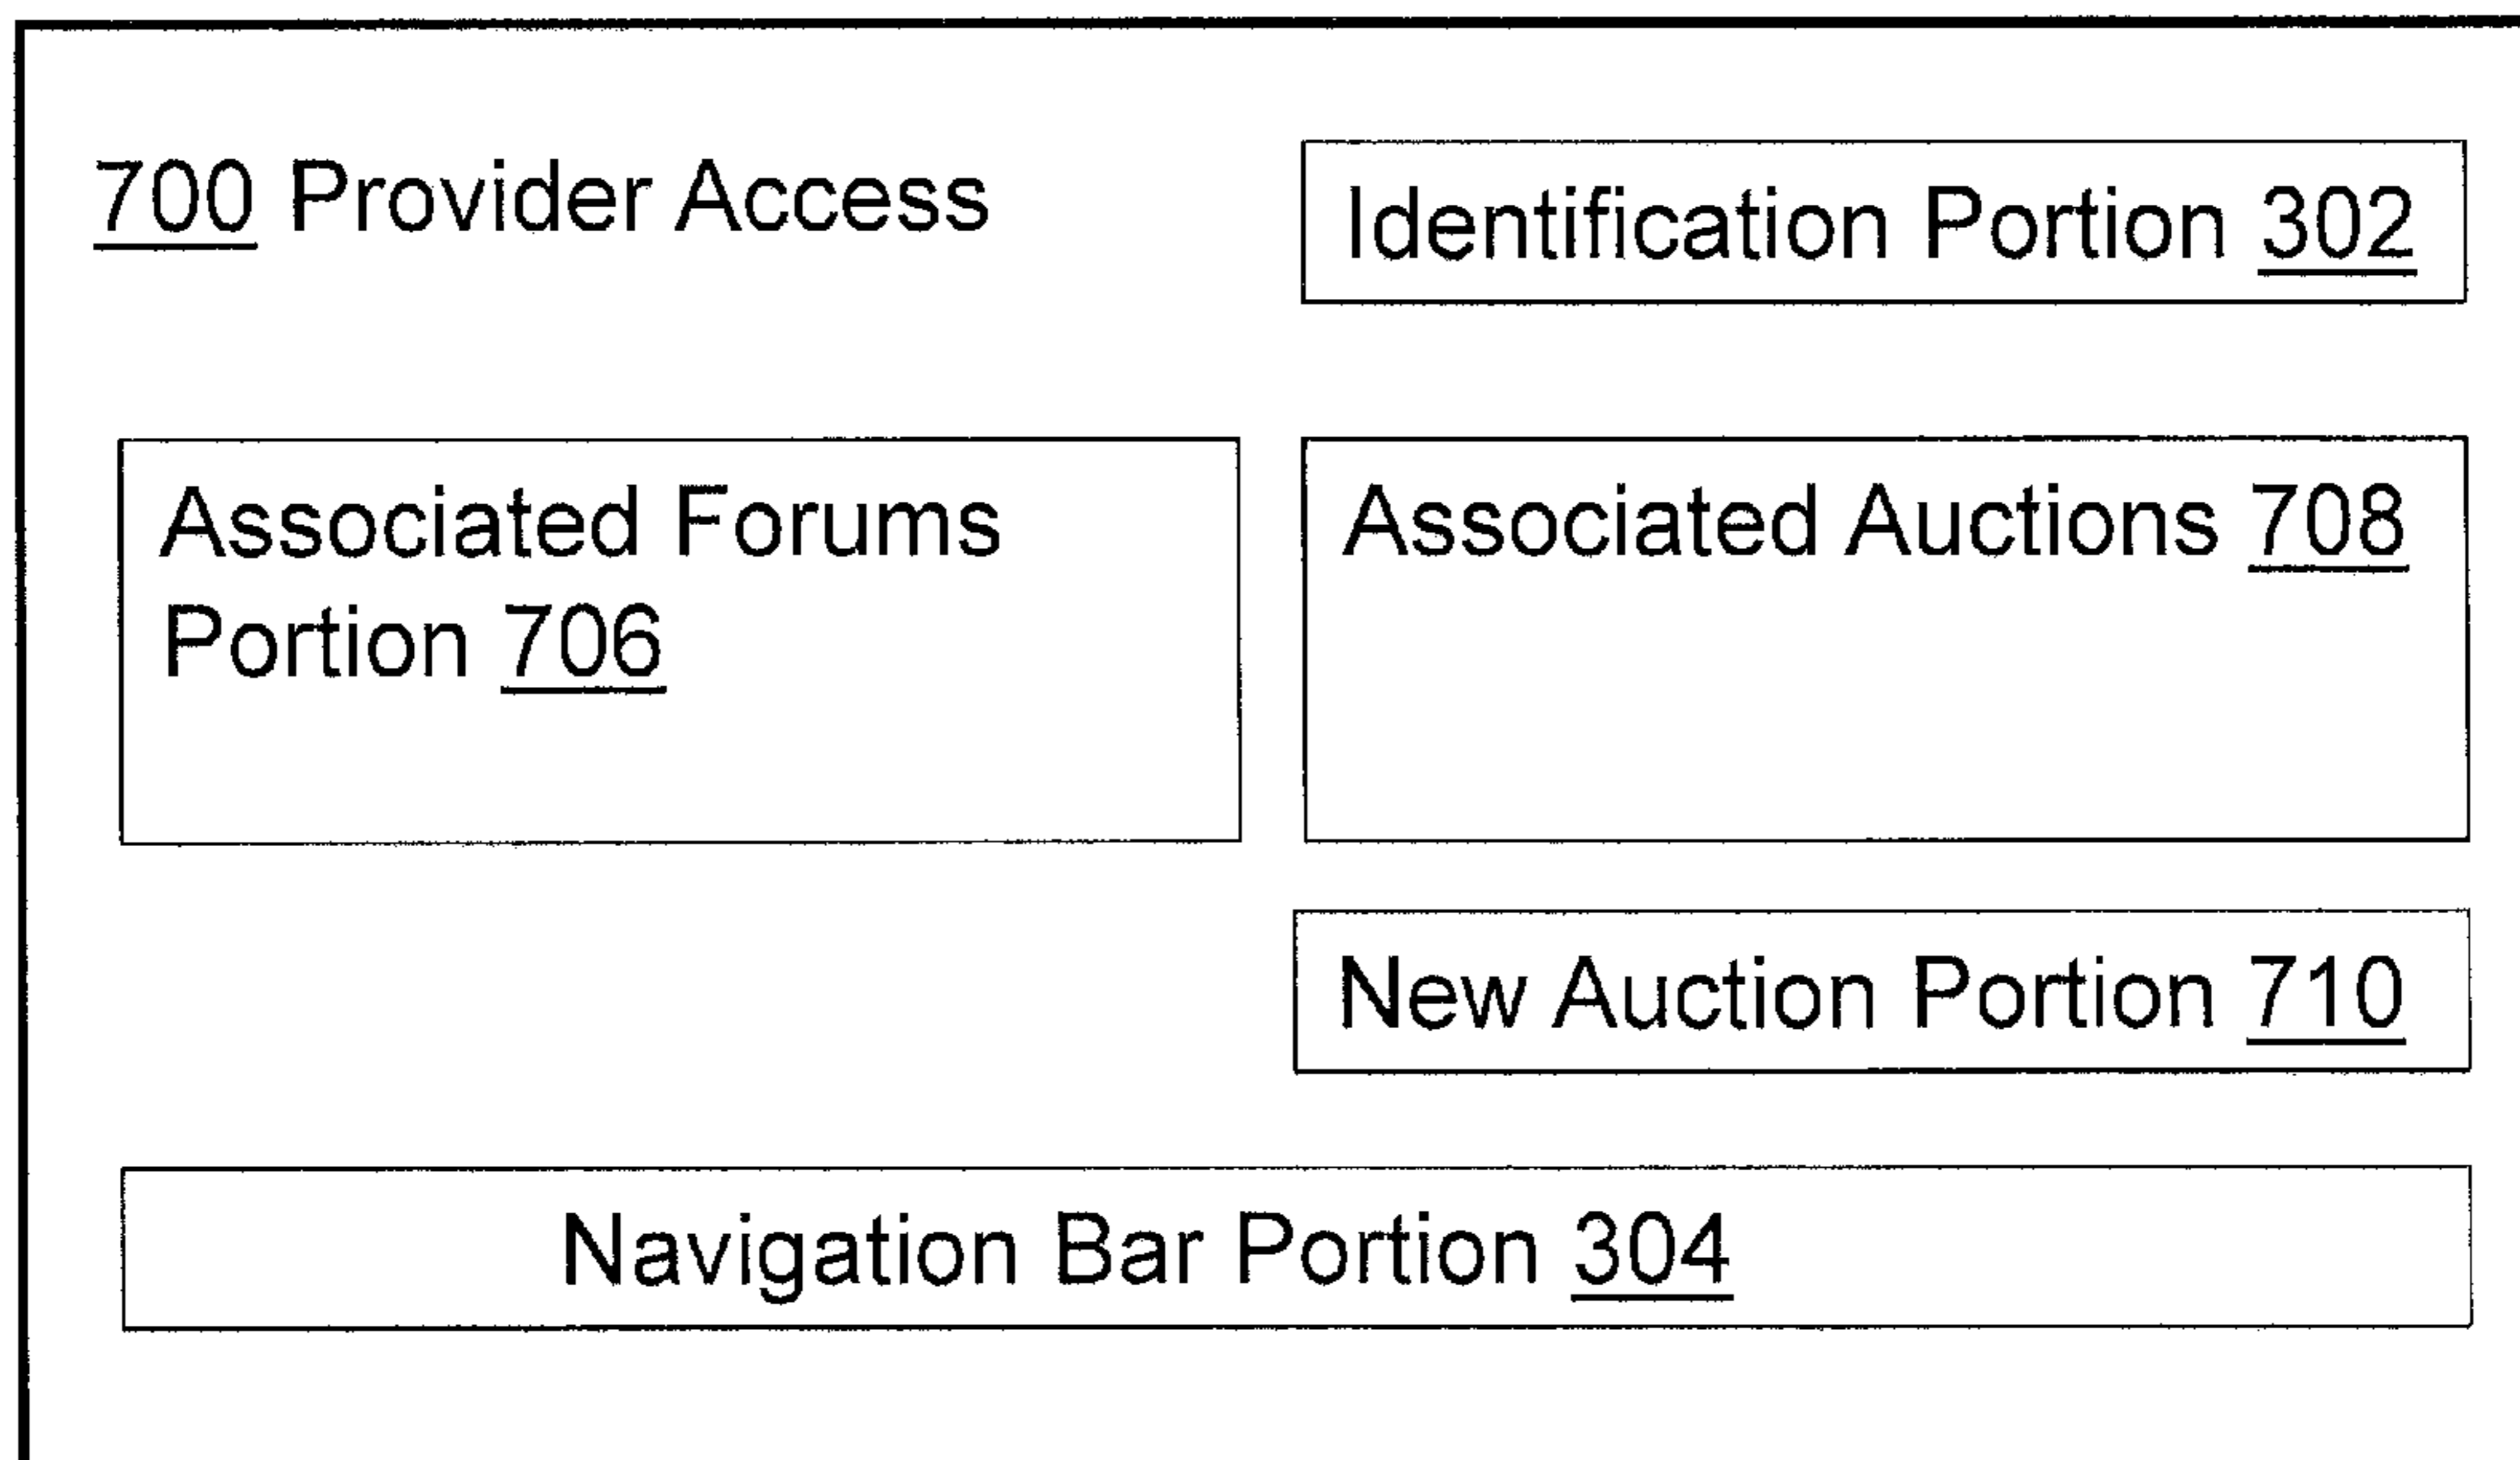 700 Provider Access
Identification Portion 302
Associated Forums
Portion 706
Associated Auctions 708
New Auction Portion 710
Navigation Bar Portion 304